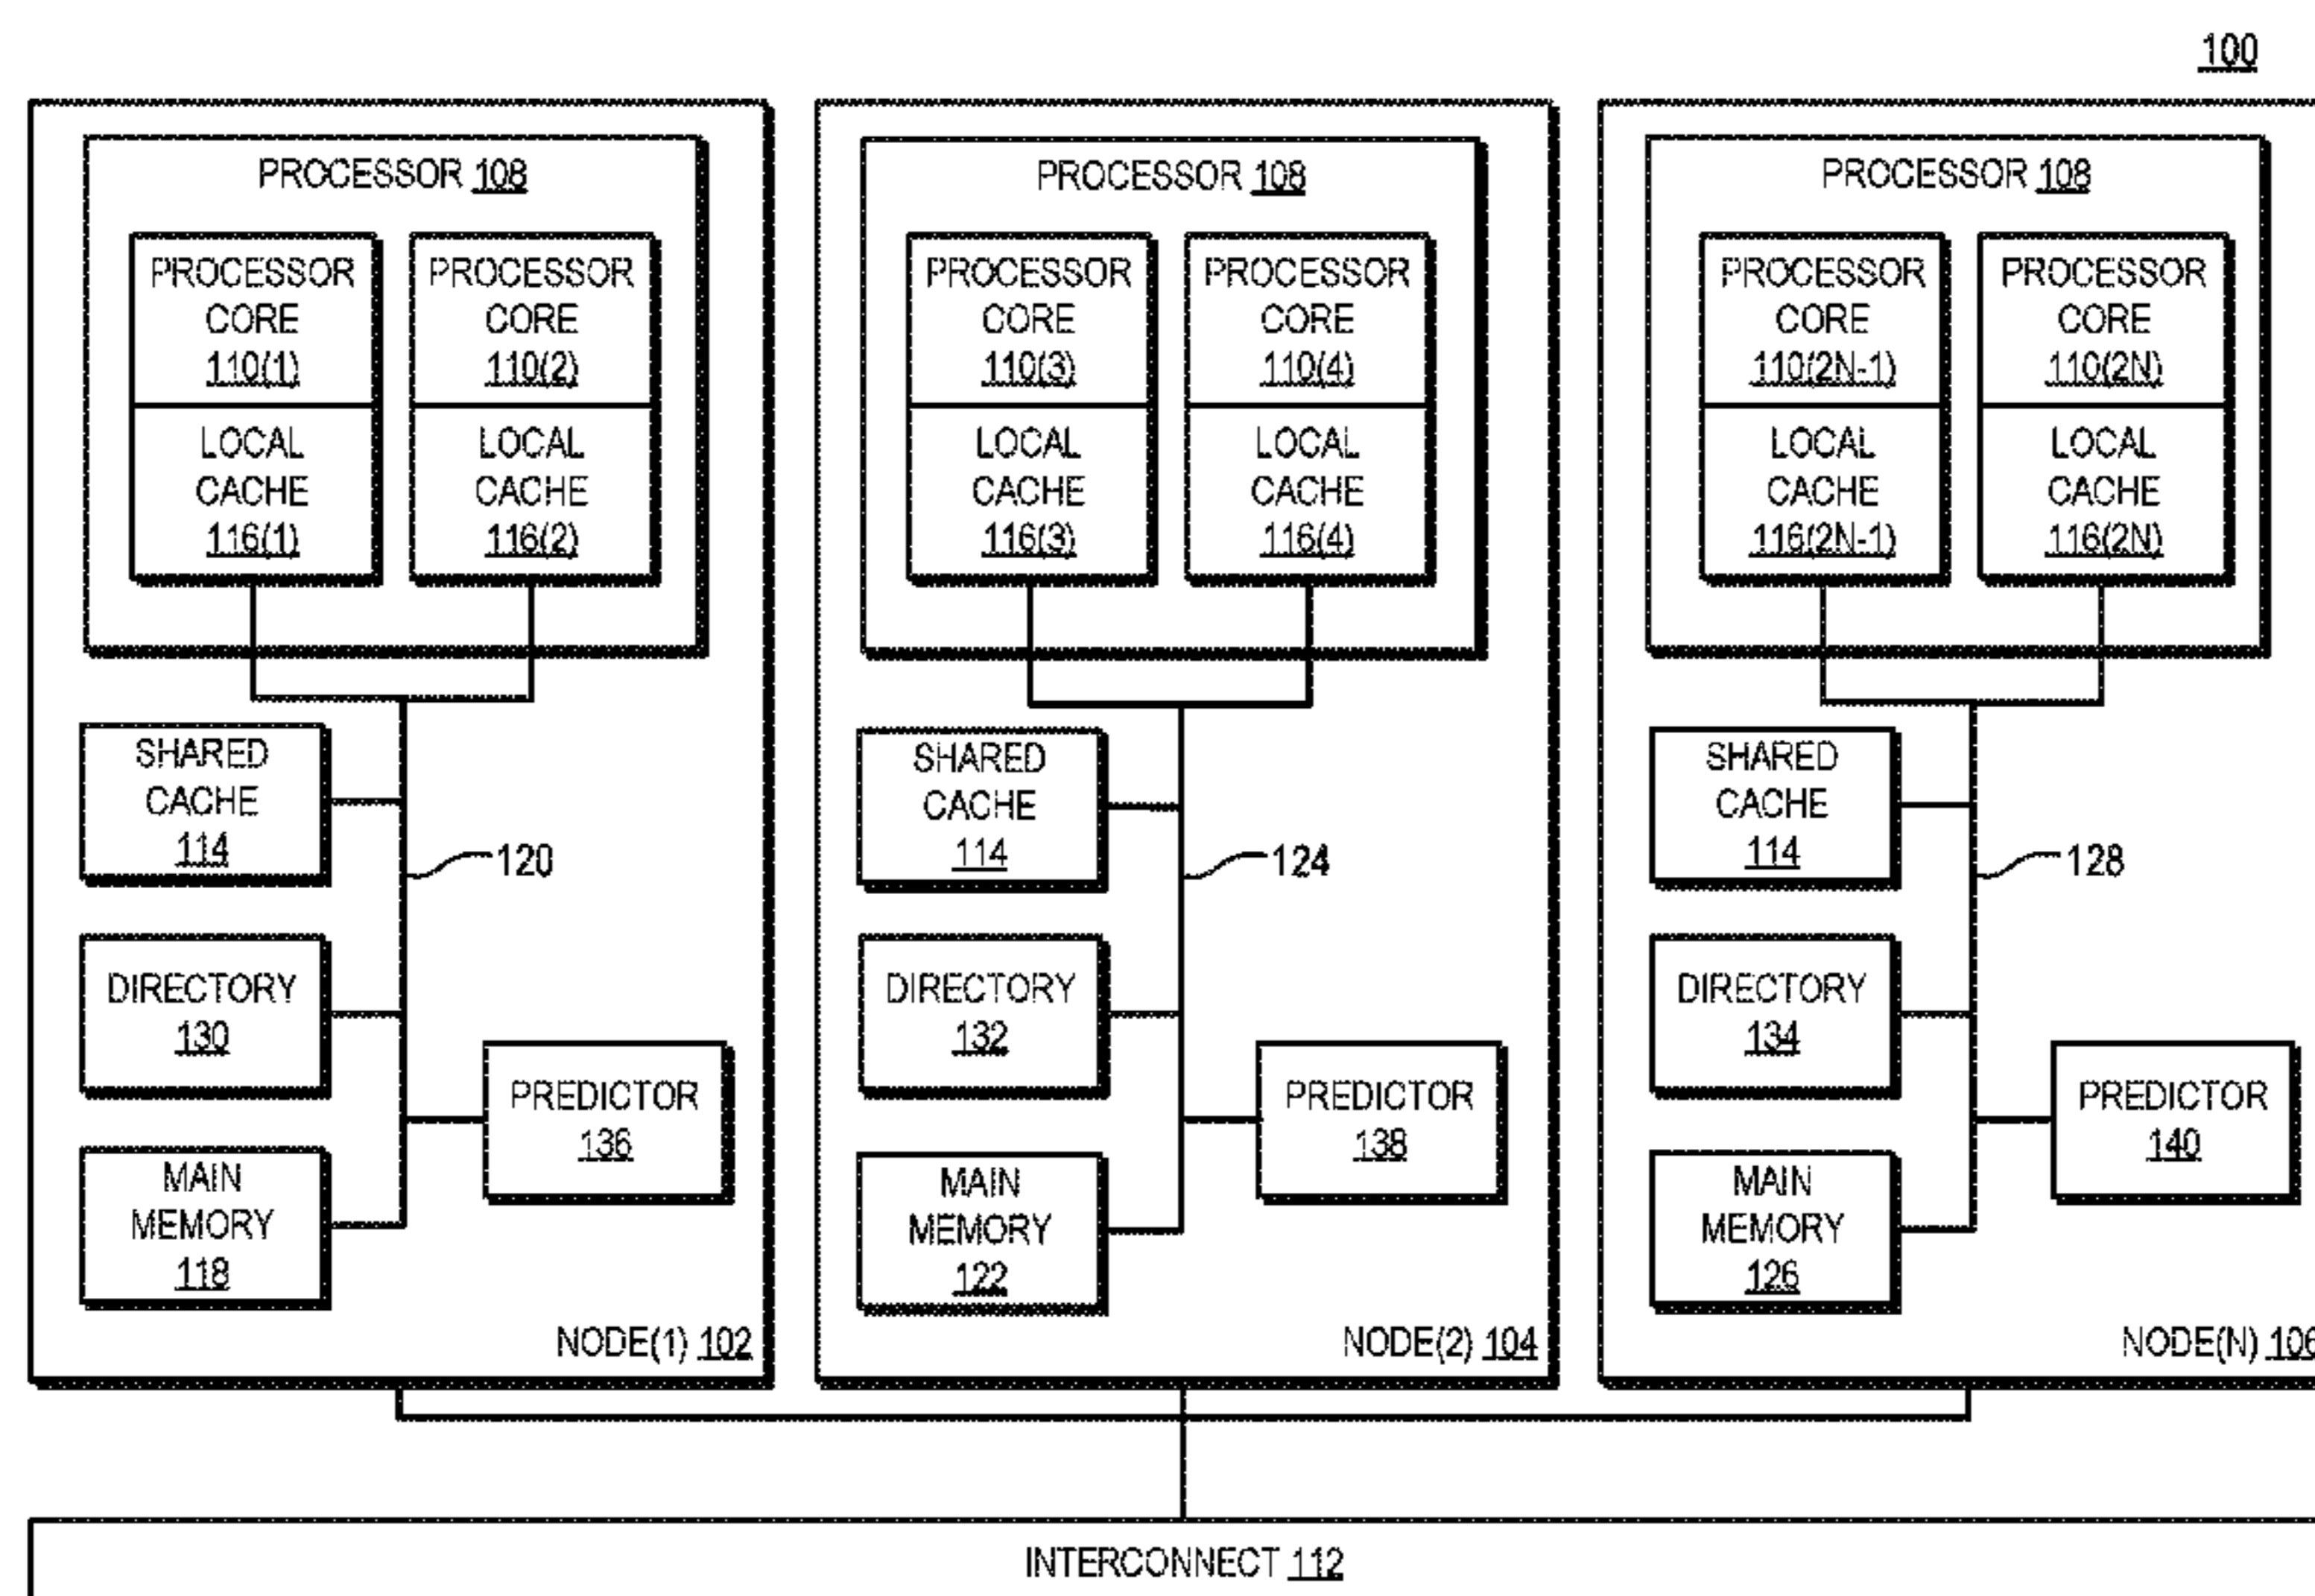 100
PROCESSOR 108
PROCESSOR
CORE
110(1)
LOCAL
CACHE
116(1)
PROCESSOR
CORE
110(2)
LOCAL
CACHE
116(2)
SHARED
CACHE
114
120
DIRECTORY
130
PREDICTOR
136
MAIN
MEMORY
118
NODE(1) 102
PROCESSOR 108
PROCESSOR
CORE
110(3)
LOCAL
CACHE
116(3)
PROCESSOR
CORE
110(4)
LOCAL
CACHE
116(4)
SHARED
CACHE
114
124
DIRECTORY
132
PREDICTOR
138
MAIN
MEMORY
122
NODE(2) 104
PROCESSOR 108
PROCESSOR
CORE
110(2N-1)
LOCAL
CACHE
116(2N-1)
PROCESSOR
CORE
110(2N)
LOCAL
CACHE
116(2N)
SHARED
CACHE
114
128
DIRECTORY
134
PREDICTOR
140
MAIN
MEMORY
126
NODE(N) 106
INTERCONNECT 112